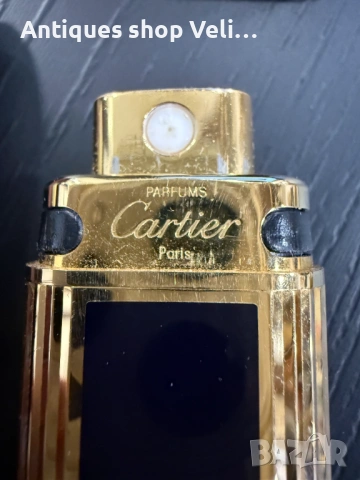 Antiques shop Veli...
PARFUMS
Cartier
Paris
BAZAR